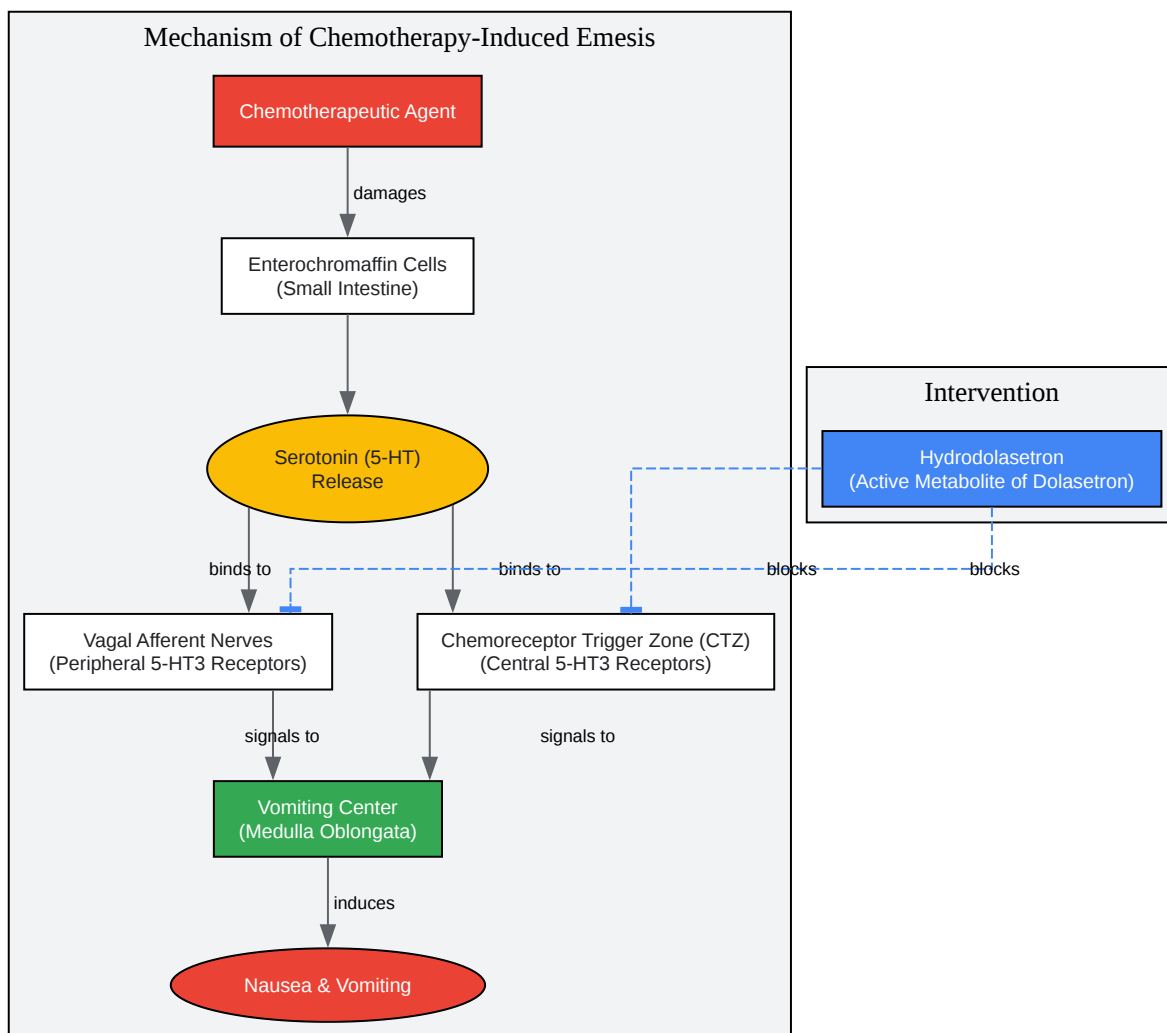 Mechanism of Chemotherapy-Induced Emesis
Chemotherapeutic Agent
damages
Enterochromaffin Cells
(Small Intestine)
Intervention
Hydrodolasetron
(Active Metabolite of Dolasetron)
Serotonin (5-HT)
Release
binds to
binds to
blocks
blocks
Vagal Afferent Nerves
(Peripheral 5-HT3 Receptors)
Chemoreceptor Trigger Zone (CTZ)
(Central 5-HT3 Receptors)
signals to
signals to
Vomiting Center
(Medulla Oblongata)
induces
Nausea & Vomiting